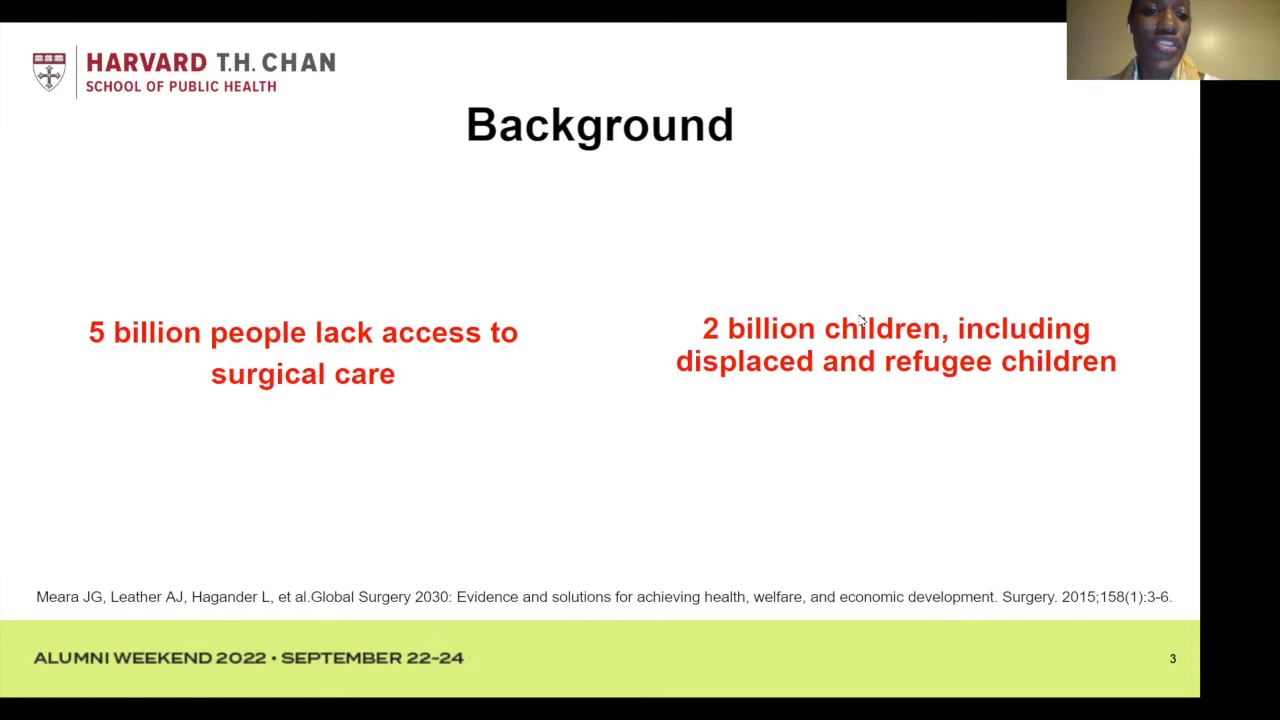 HARVARD T.H. CHAN
SCHOOL OF PUBLIC HEALTH
Background
5 billion people lack access to
surgical care
2 billion children, including
displaced and refugee children
Meara JG, Leather AJ, Hagander L, et al.Global Surgery 2030: Evidence and solutions for achieving health, welfare, and economic development. Surgery. 2015;158(1):3-6.
ALUMNI WEEKEND 2022 • SEPTEMBER 22-24
3